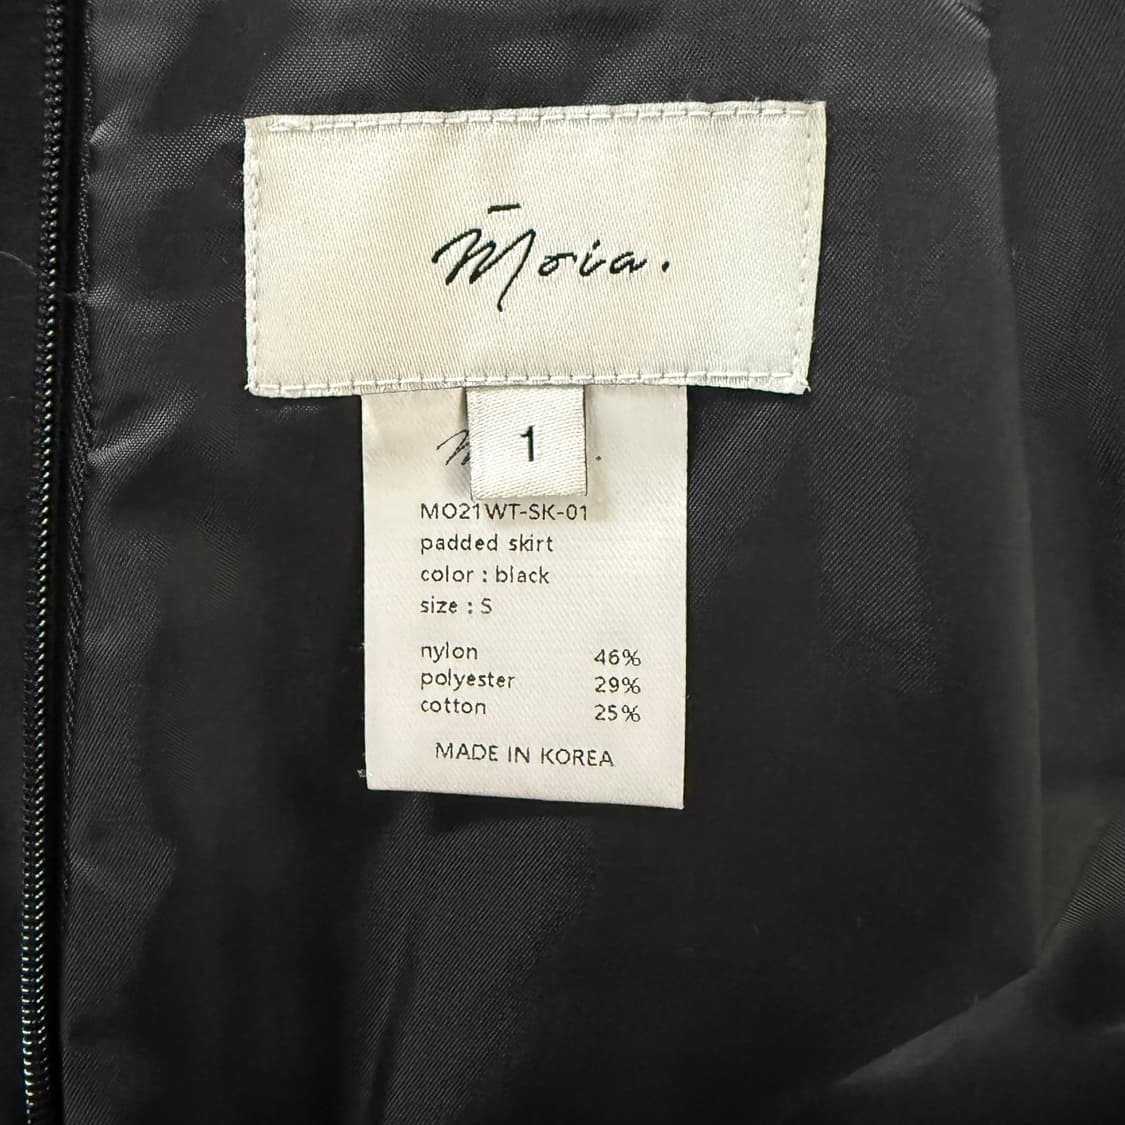 Moia.
1
MO21WT-SK-01
padded skirt
color : black
size : S
nylon 46%
polyester 29%
cotton 25%
MADE IN KOREA